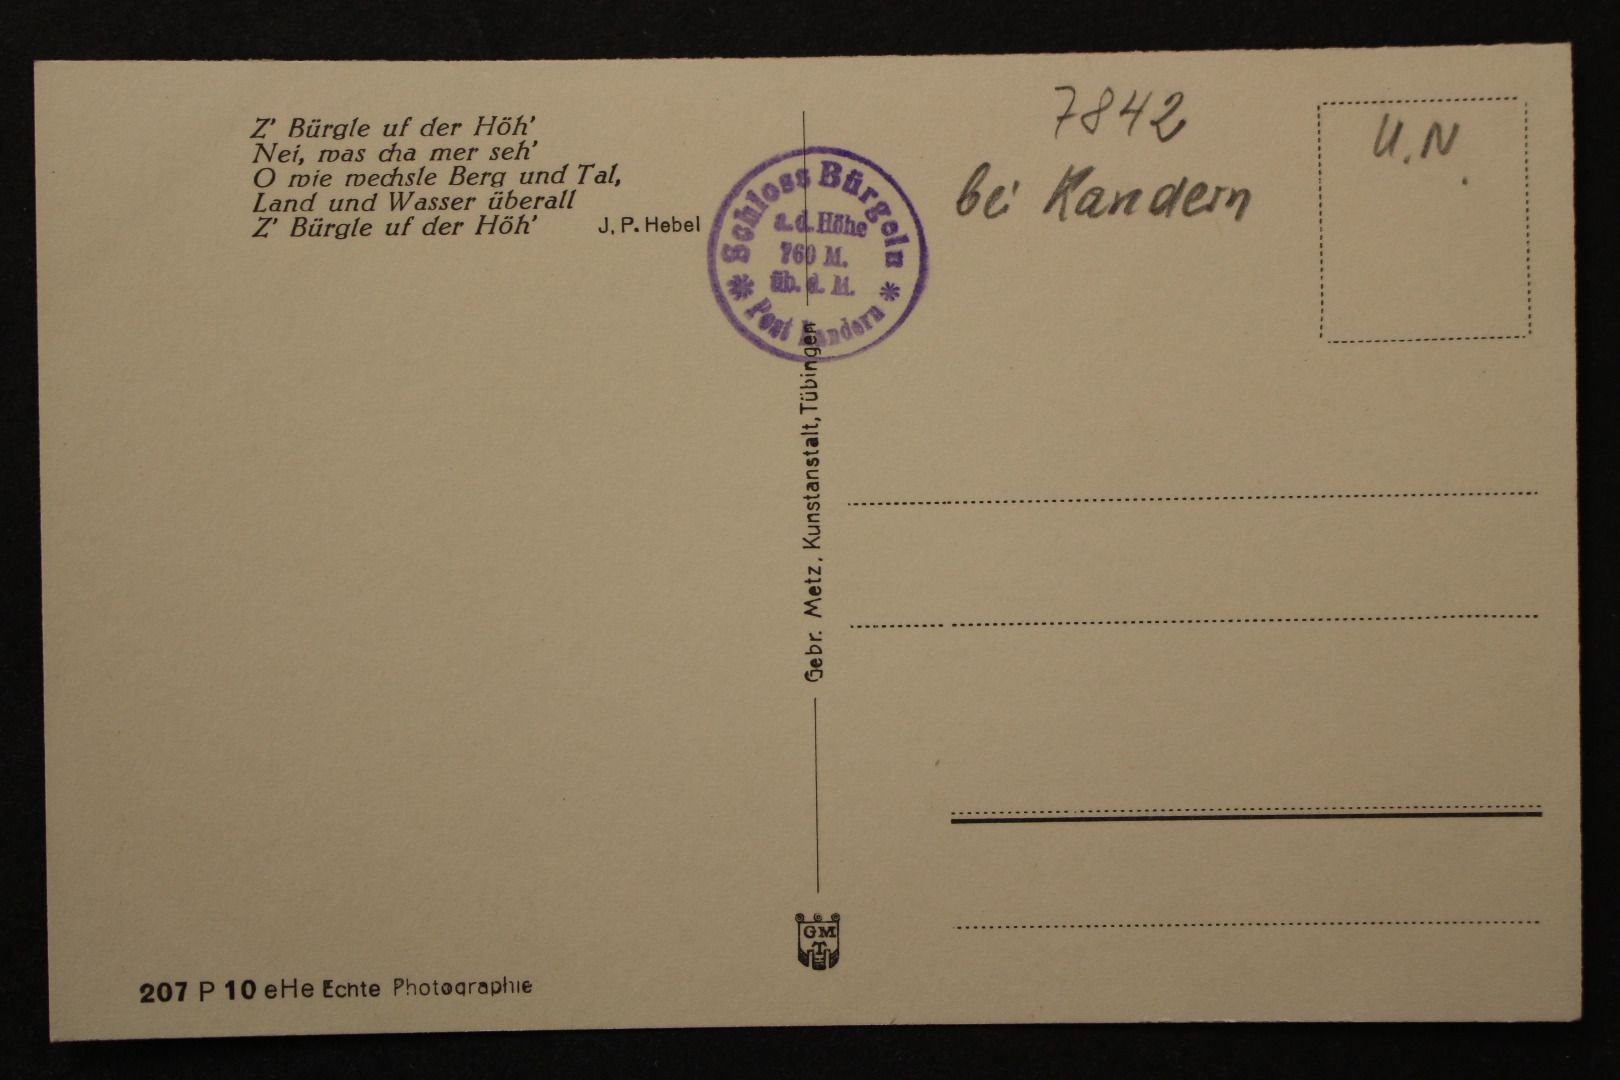 Z' Bürgle uf der Höh'
Nei, was cha mer seh'
O wie wechsle Berg und Tal,
Land und Wasser überall
Z' Bürgle uf der Höh'
J. P. Hebel
Schloss Bürgeln
a. d. Höhe
760 M.
üb. d. M.
* Post Kandern *
7842
bei Kandern
U.N.
Gebr. Metz, Kunstanstalt, Tübingen
GM
T
207 P 10 eHe Echte Photographie